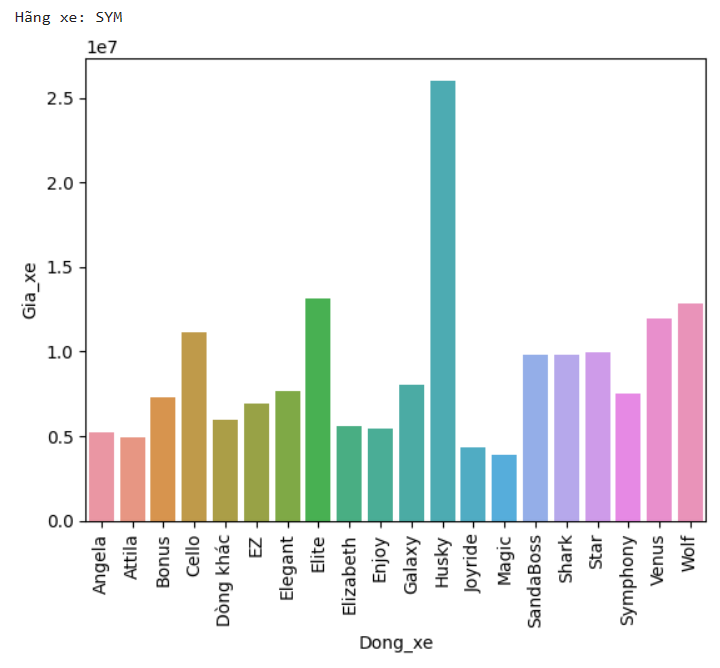 Hãng xe: SYM
1e7
2.5
2.0
1.5
1.0
0.5
0.0
Gia_xe
Angela
Attila
Bonus
Cello
Dòng khác
EZ
Elegant
Elite
Elizabeth
Enjoy
Galaxy
Husky
Joyride
Magic
SandaBoss
Shark
Star
Symphony
Venus
Wolf
Dong_xe